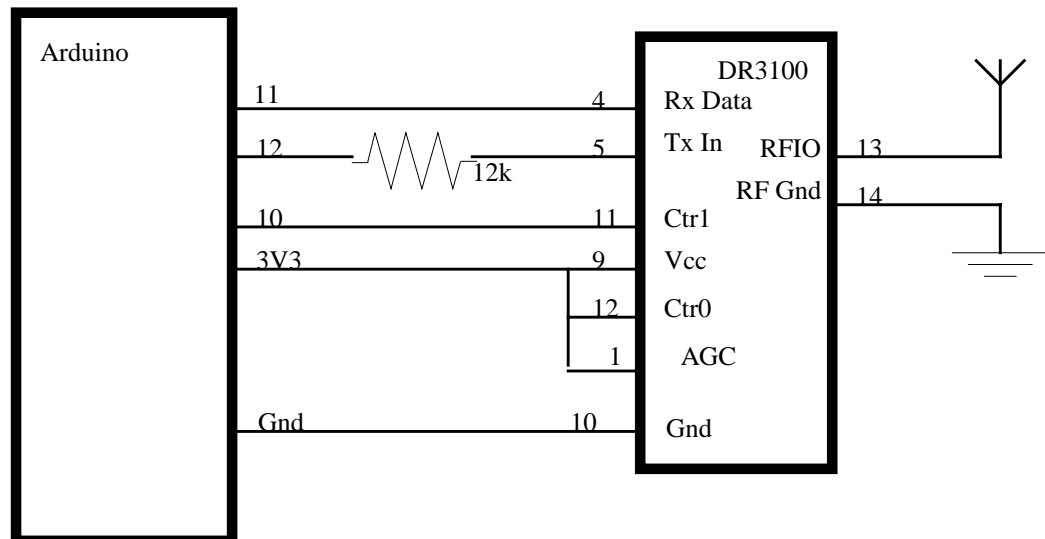 Arduino
DR3100
11 4 Rx Data
12 12k 5 Tx In
RFIO 13
RF Gnd 14
10 11 Ctr1
3V3 9 Vcc
12 Ctr0
1 AGC
Gnd 10 Gnd